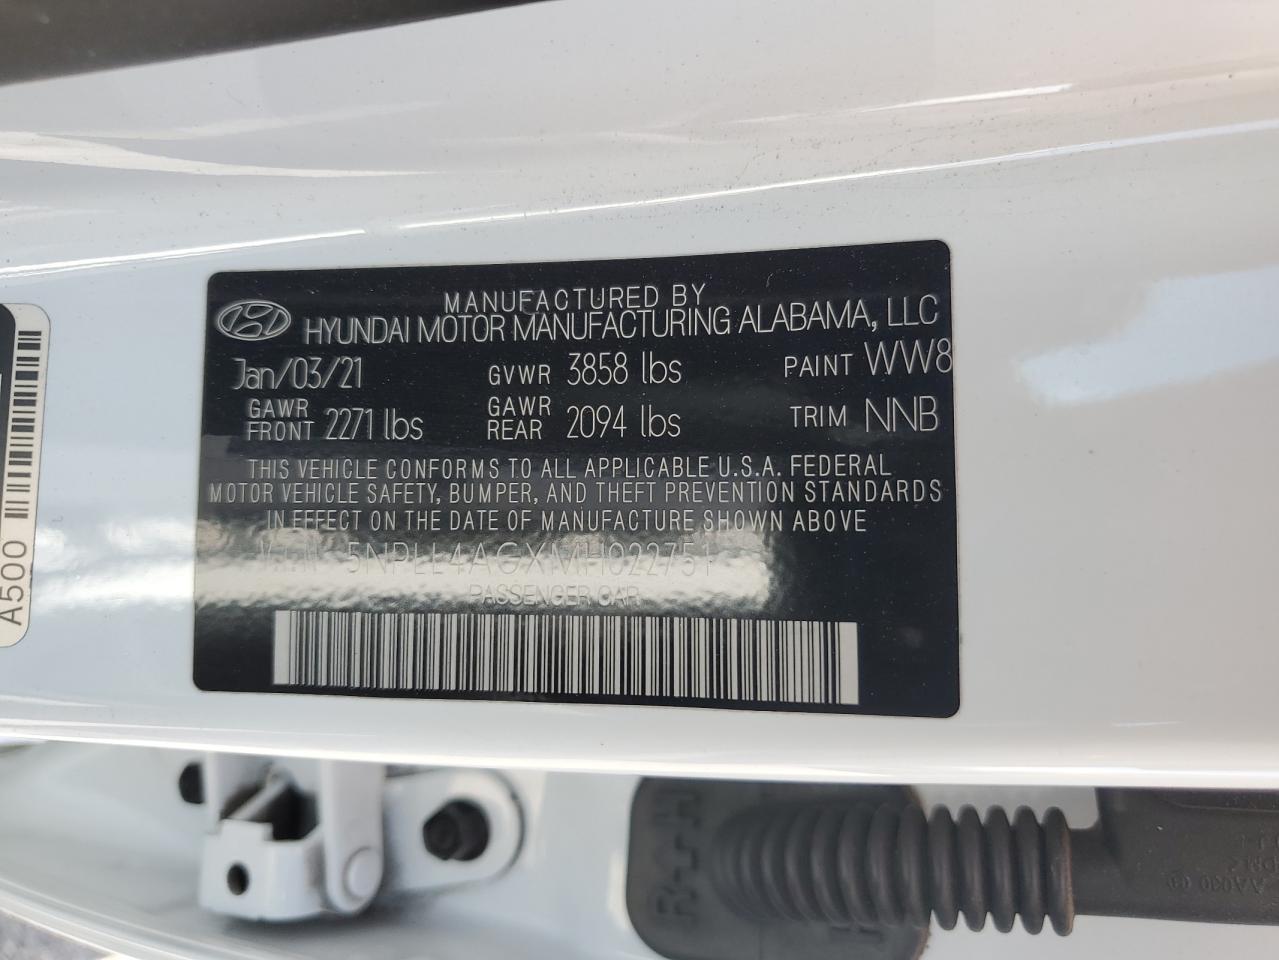 MANUFACTURED BY
HYUNDAI MOTOR MANUFACTURING ALABAMA, LLC
Jan/03/21 GVWR 3858 lbs PAINT WW8
GAWR FRONT 2271 lbs GAWR REAR 2094 lbs TRIM NNB
THIS VEHICLE CONFORMS TO ALL APPLICABLE U.S.A. FEDERAL
MOTOR VEHICLE SAFETY, BUMPER, AND THEFT PREVENTION STANDARDS
IN EFFECT ON THE DATE OF MANUFACTURE SHOWN ABOVE
V.I.N 5NPLL4AGXMH022751
PASSENGER CAR
A500
R-H
AA030